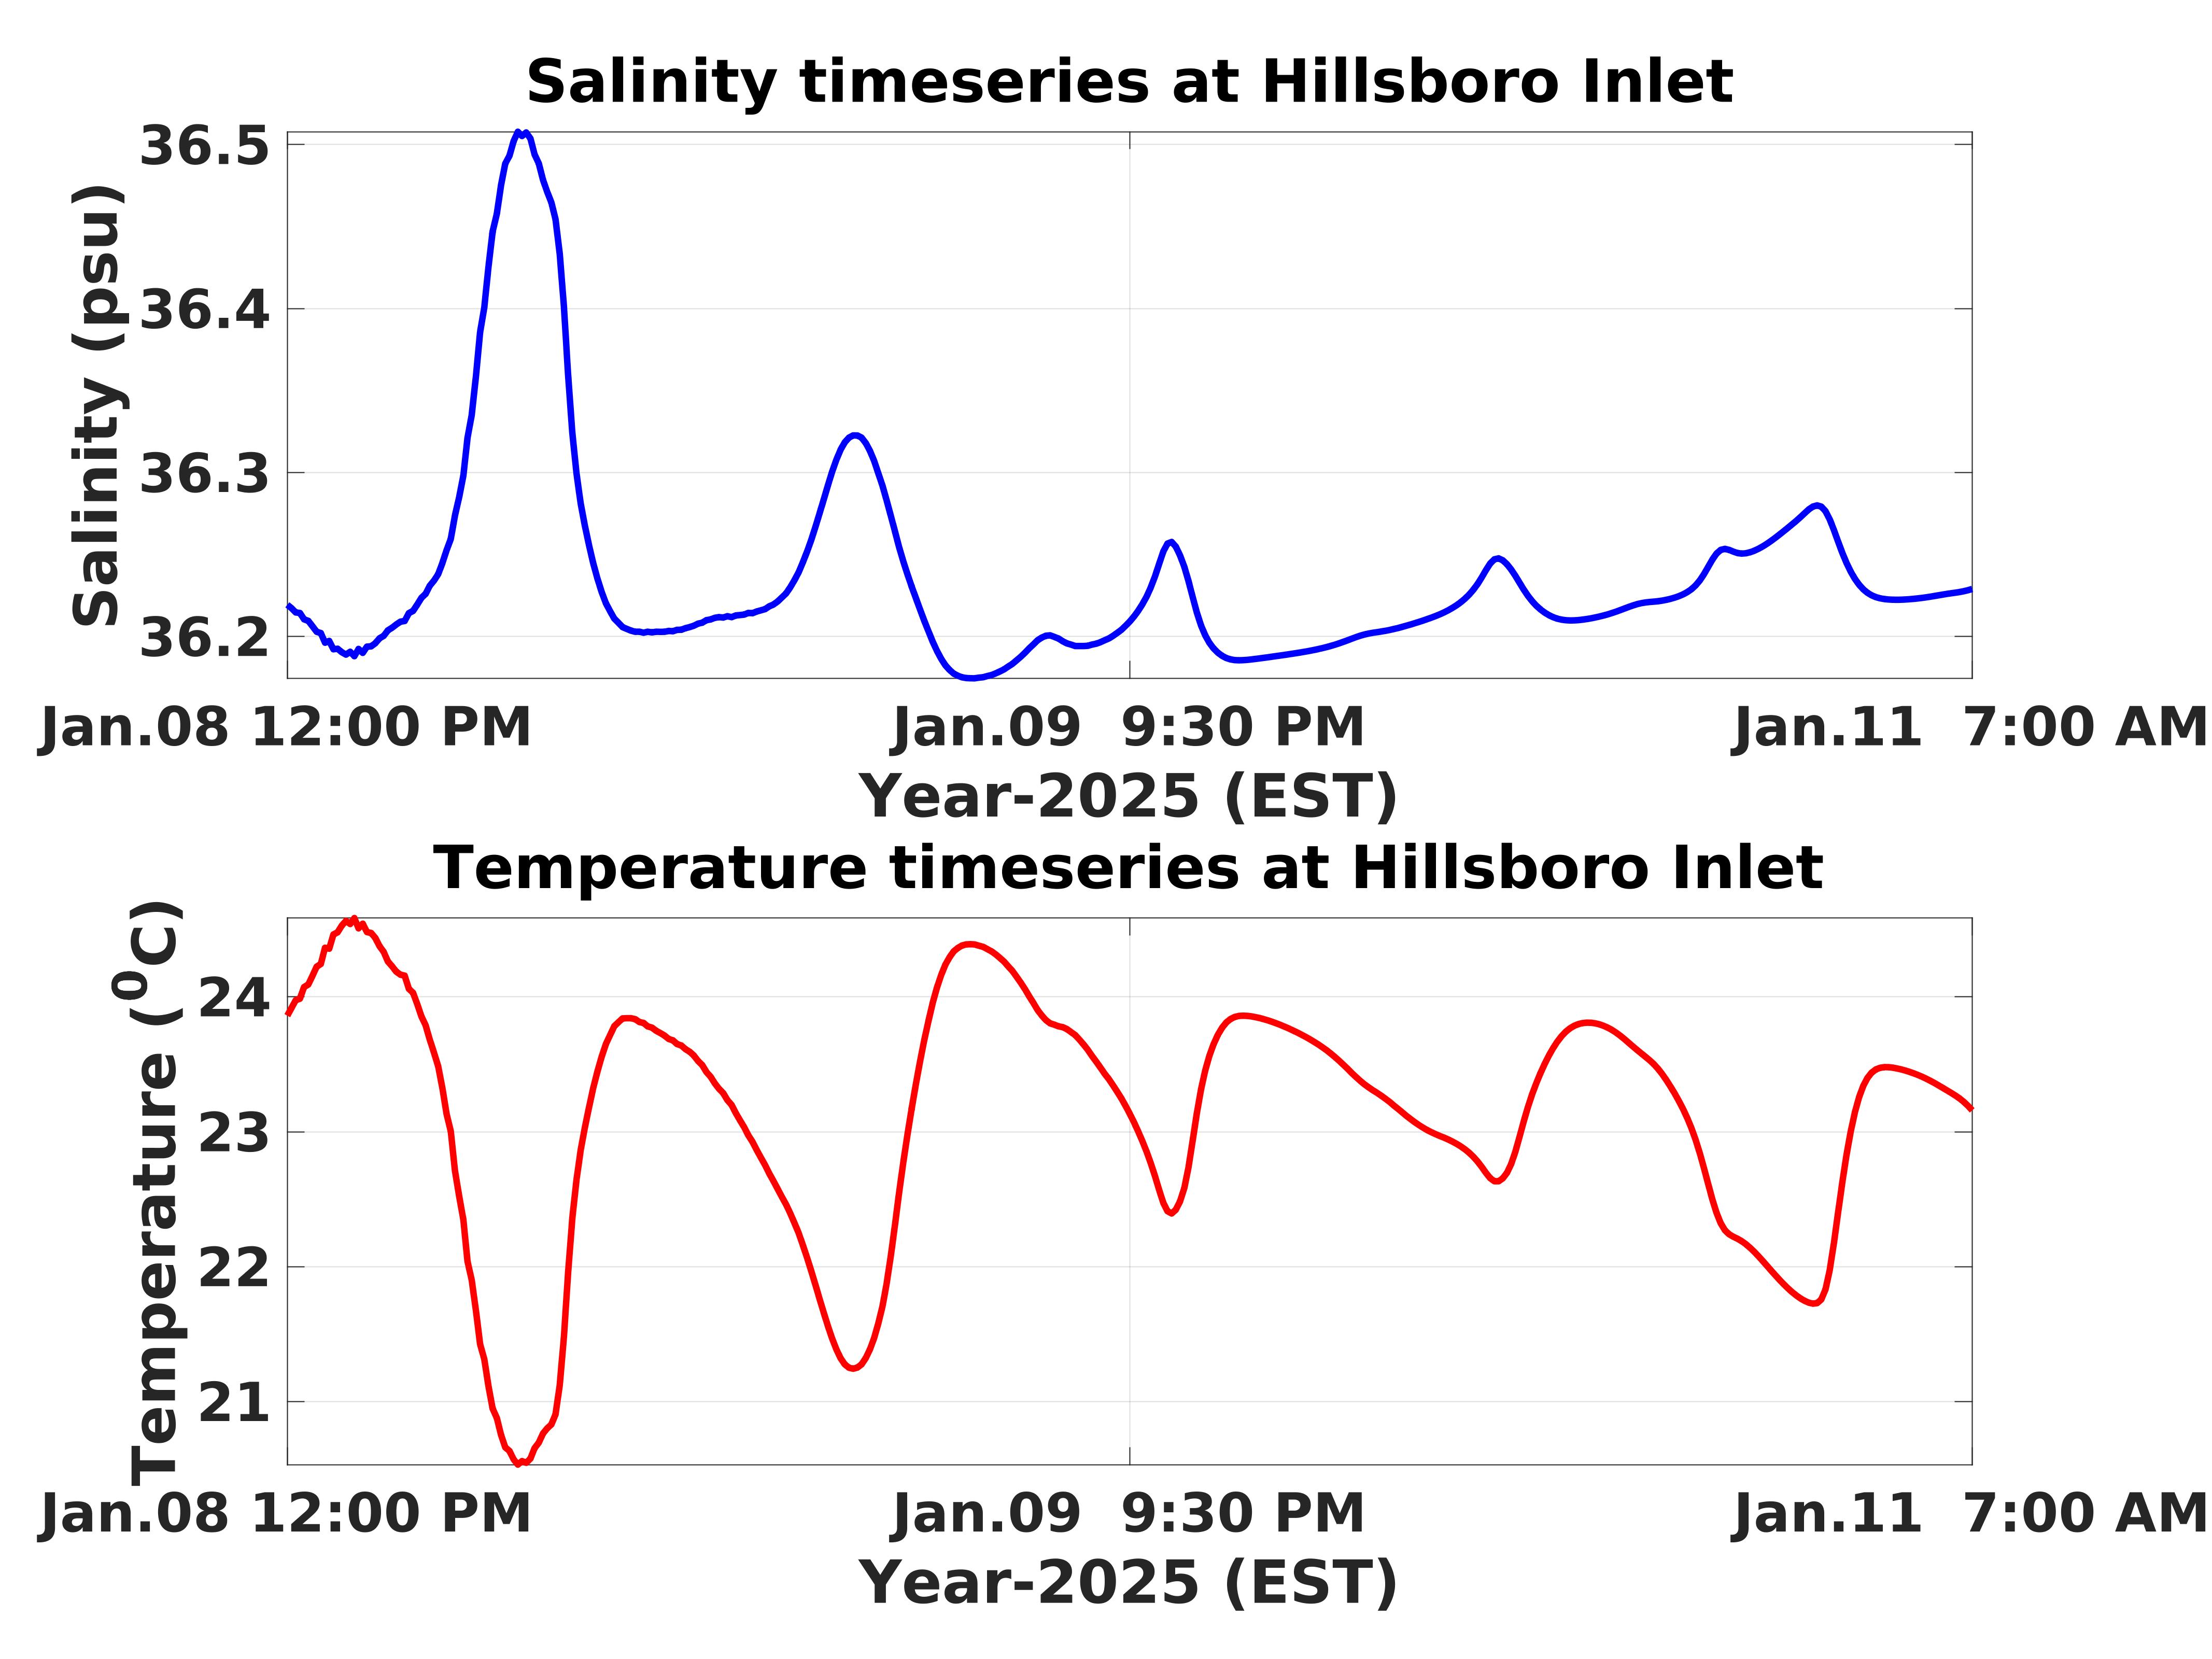 Salinity timeseries at Hillsboro Inlet
Salinity (psu)
36.5
36.4
36.3
36.2
Jan.08 12:00 PM Jan.09 9:30 PM Jan.11 7:00 AM
Year-2025 (EST)
Temperature timeseries at Hillsboro Inlet
Temperature (⁰C)
24
23
22
21
Jan.08 12:00 PM Jan.09 9:30 PM Jan.11 7:00 AM
Year-2025 (EST)